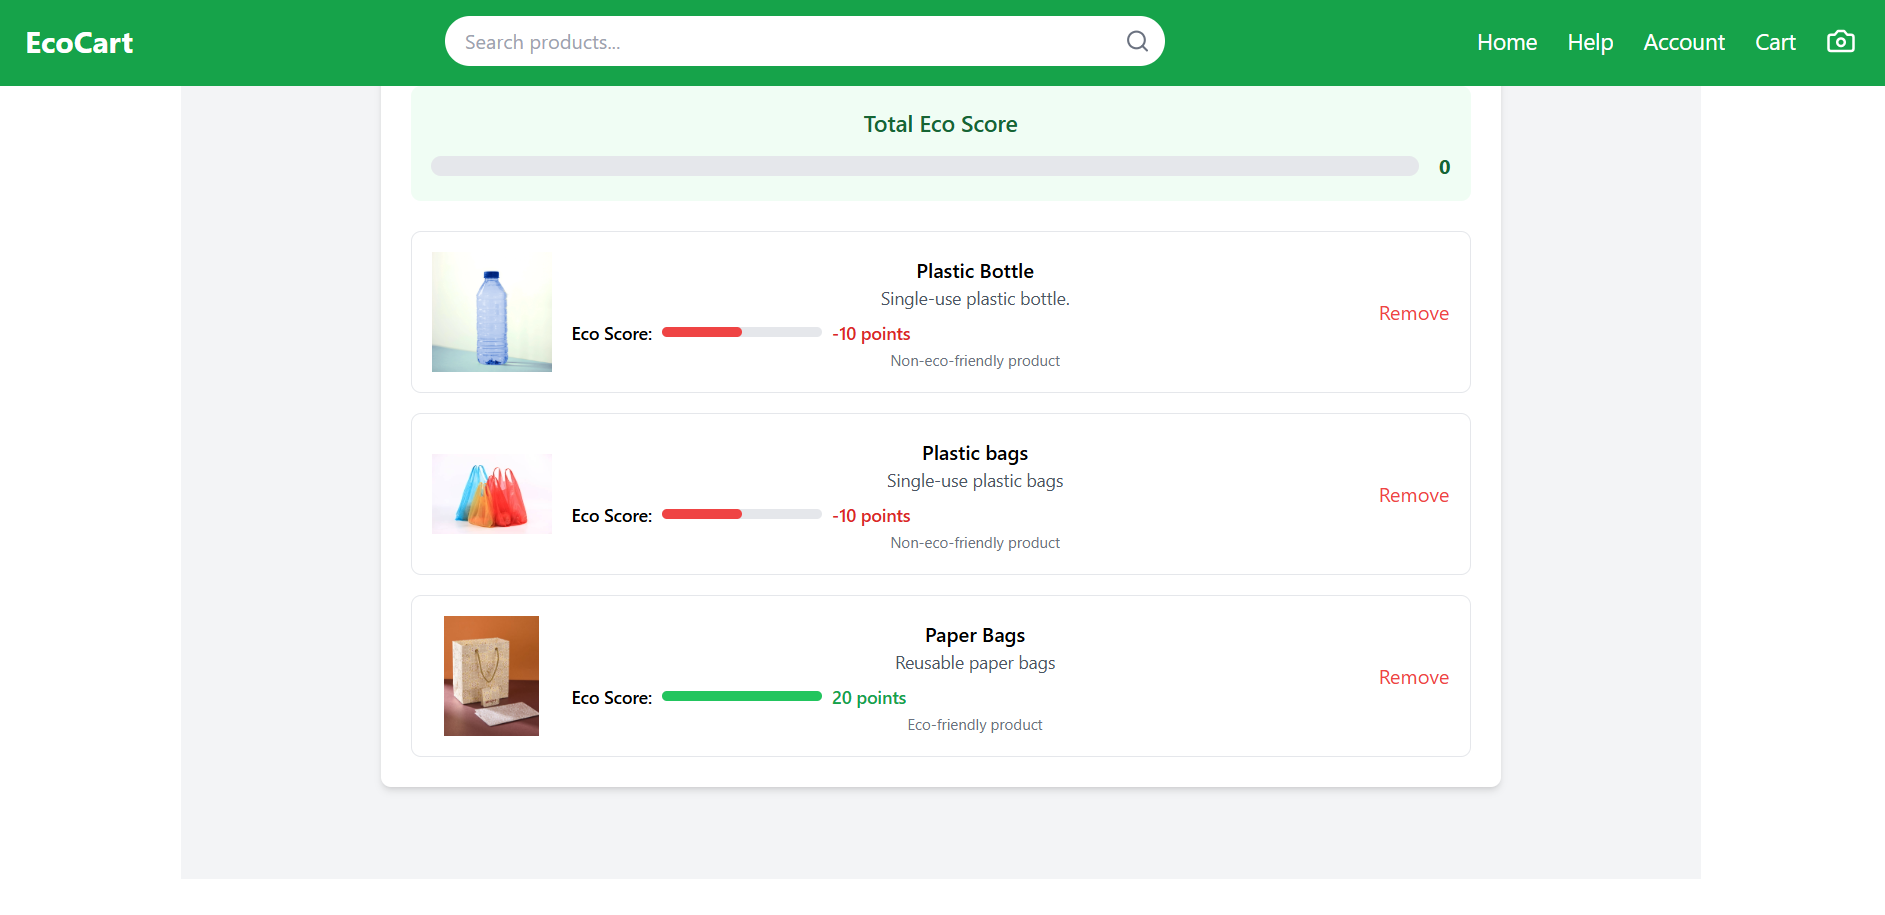 EcoCart
Search products...
Home
Help
Account
Cart
Total Eco Score
0
Plastic Bottle
Single-use plastic bottle.
Eco Score: -10 points
Non-eco-friendly product
Remove
Plastic bags
Single-use plastic bags
Eco Score: -10 points
Non-eco-friendly product
Remove
Paper Bags
Reusable paper bags
Eco Score: 20 points
Eco-friendly product
Remove